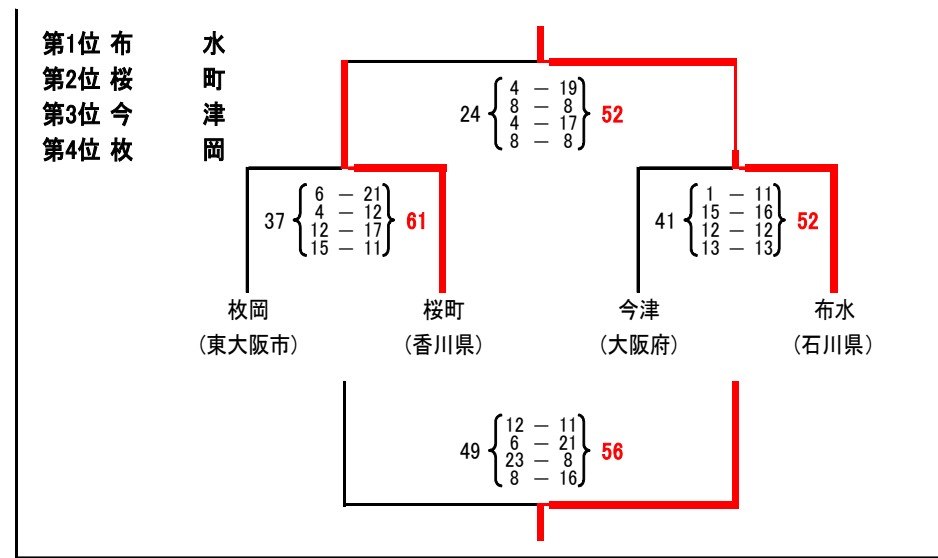 第1位 布 水
第2位 桜 町
第3位 今 津
第4位 枚 岡
4 － 19
8 － 8
24 52
4 － 17
8 － 8
6 － 21 1 － 11
4 － 12 15 － 16
37 61 41 52
12 － 17 12 － 12
15 － 11 13 － 13
枚岡 桜町 今津 布水
（東大阪市） （香川県） （大阪府） （石川県）
12 － 11
6 － 21
49 56
23 － 8
8 － 16